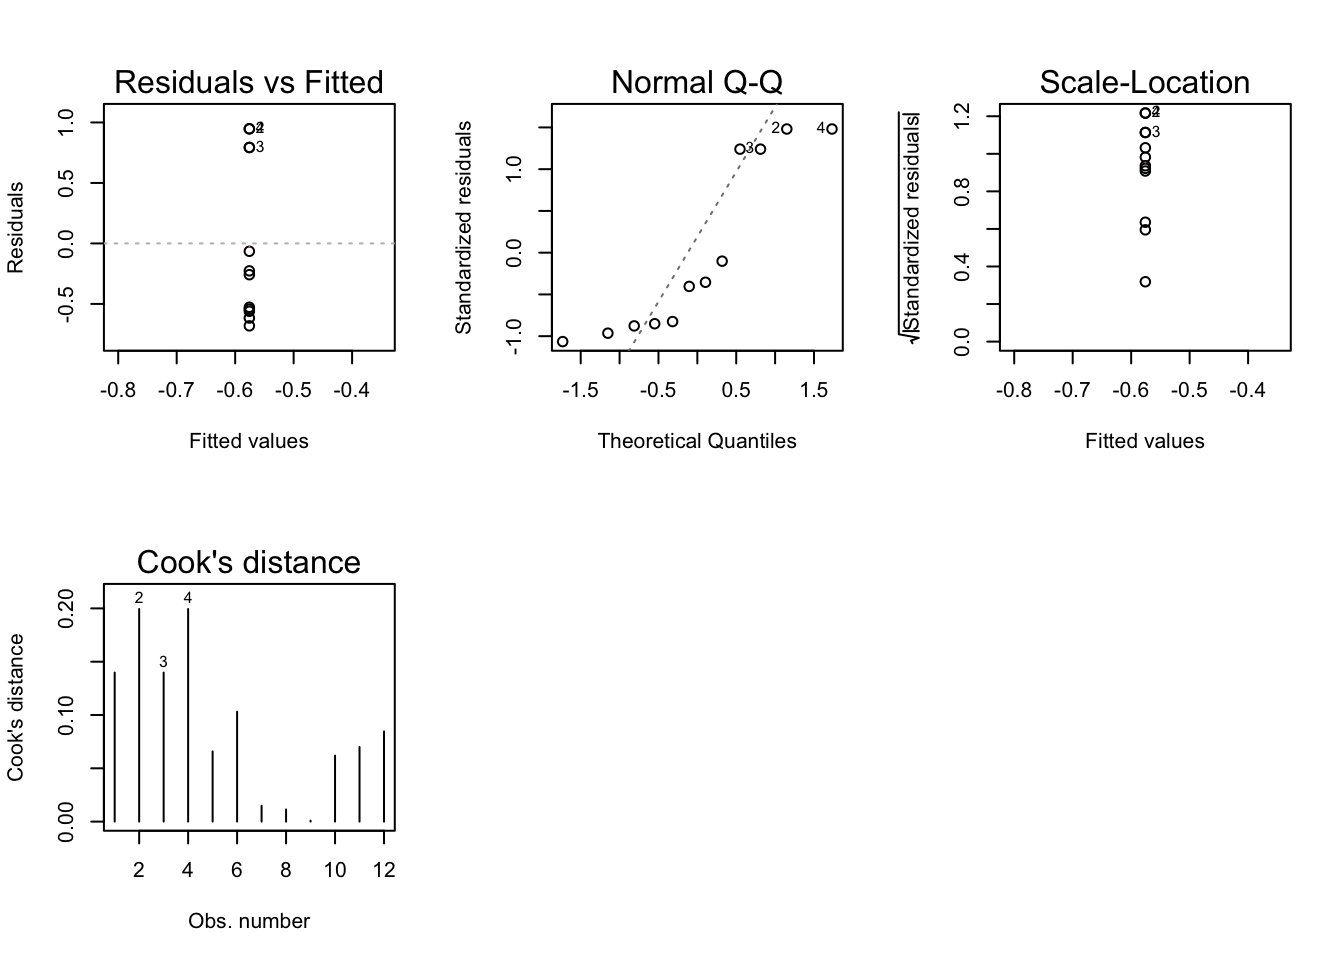 Residuals vs Fitted
Residuals
1.0
0.5
0.0
-0.5
2
4
3
-0.8 -0.7 -0.6 -0.5 -0.4
Fitted values
Normal Q-Q
Standardized residuals
1.0
0.0
-1.0
2
4
3
-1.5 -0.5 0.5 1.5
Theoretical Quantiles
Scale-Location
√|Standardized residuals|
1.2
0.8
0.4
0.0
2
4
3
-0.8 -0.7 -0.6 -0.5 -0.4
Fitted values
Cook's distance
Cook's distance
0.20
0.10
0.00
2
4
3
2 4 6 8 10 12
Obs. number